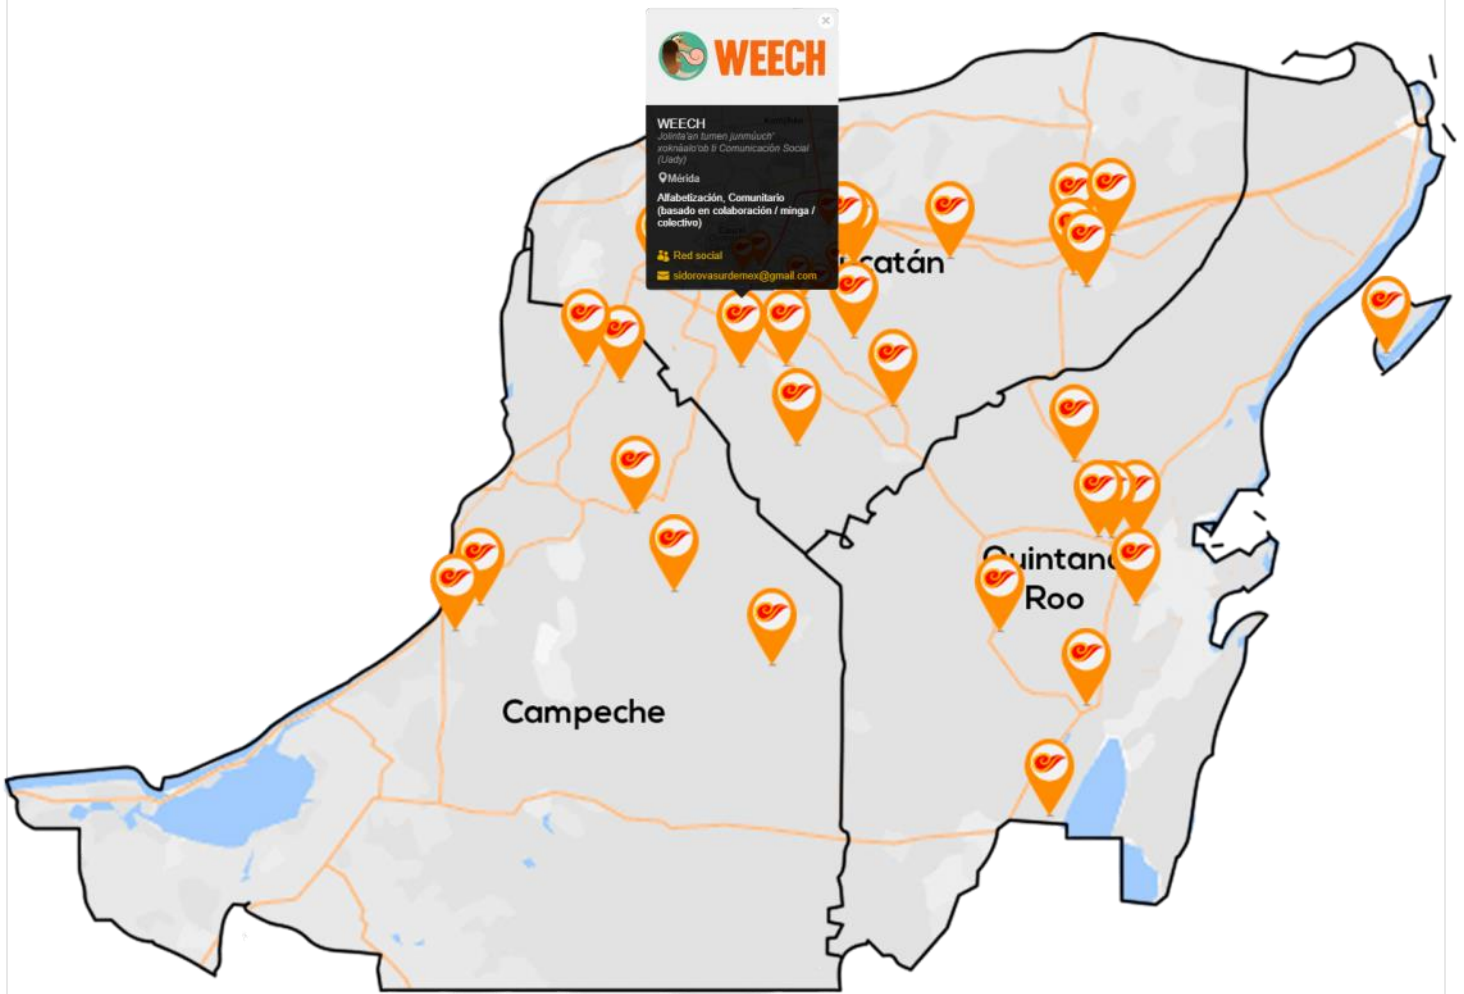 WEECH
WEECH
Jolinta'an tumen junmúuch'
xoknáalo'ob ti Comunicación Social
(Uady)
Mérida
Alfabetización, Comunitario
(basado en colaboración / minga /
colectivo)
Red social
sidorovasurdemex@gmail.com
catán
Quintana
Roo
Campeche